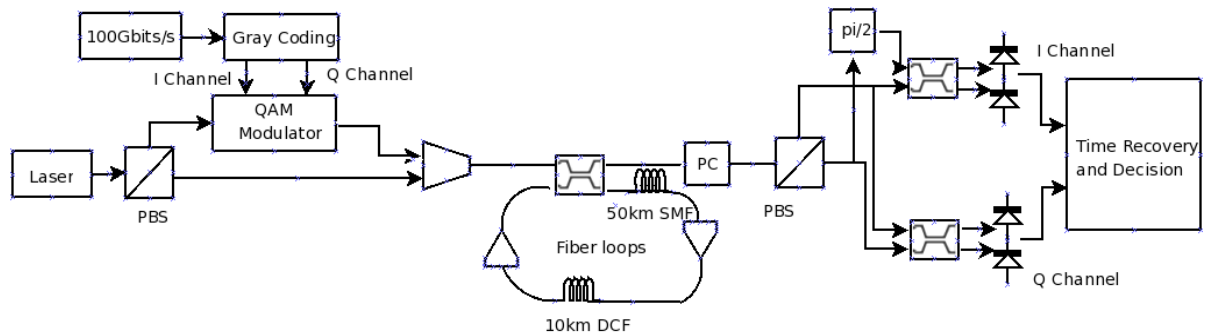 100Gbits/s
Gray Coding
pi/2
I Channel
Q Channel
I Channel
QAM
Modulator
Laser
PBS
PC
PBS
Time Recovery
and Decision
50km SMF
Fiber loops
10km DCF
Q Channel